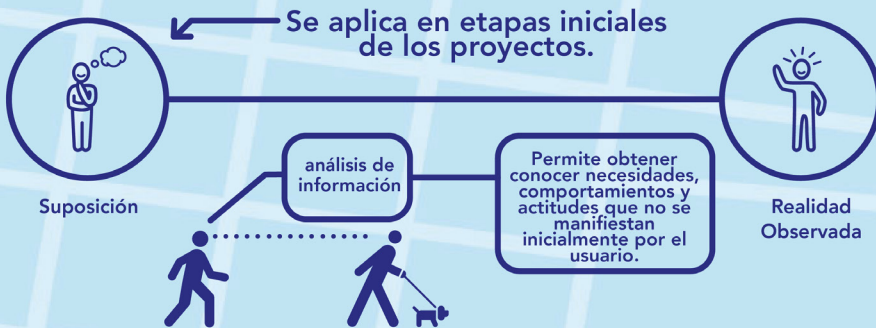 Se aplica en etapas iniciales
de los proyectos.
Suposición
análisis de
información
Permite obtener
conocer necesidades,
comportamientos y
actitudes que no se
manifiestan
inicialmente por el
usuario.
Realidad
Observada